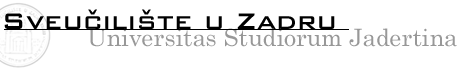 SVEUČILIŠTE U ZADRU
Universitas Studiorum Jadertina